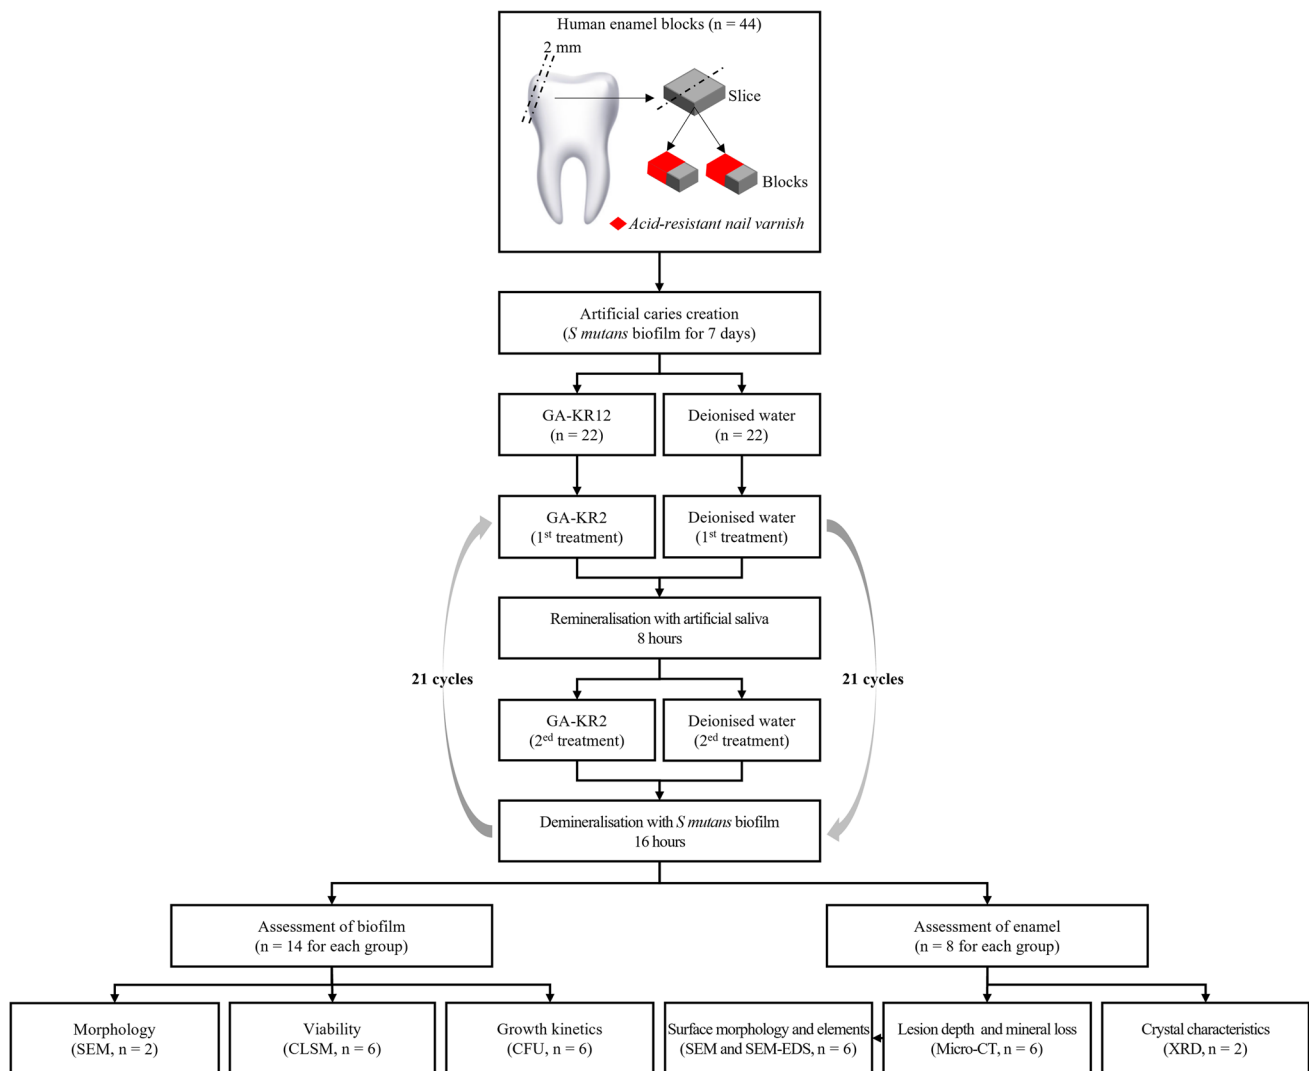 Human enamel blocks (n = 44)
2 mm
Slice
Blocks
Acid-resistant nail varnish
Artificial caries creation
(S mutans biofilm for 7 days)
GA-KR12
(n = 22)
Deionised water
(n = 22)
GA-KR2
(1st treatment)
Deionised water
(1st treatment)
Remineralisation with artificial saliva
8 hours
21 cycles
21 cycles
GA-KR2
(2ed treatment)
Deionised water
(2ed treatment)
Demineralisation with S mutans biofilm
16 hours
Assessment of biofilm
(n = 14 for each group)
Assessment of enamel
(n = 8 for each group)
Morphology
(SEM, n = 2)
Viability
(CLSM, n = 6)
Growth kinetics
(CFU, n = 6)
Surface morphology and elements
(SEM and SEM-EDS, n = 6)
Lesion depth and mineral loss
(Micro-CT, n = 6)
Crystal characteristics
(XRD, n = 2)